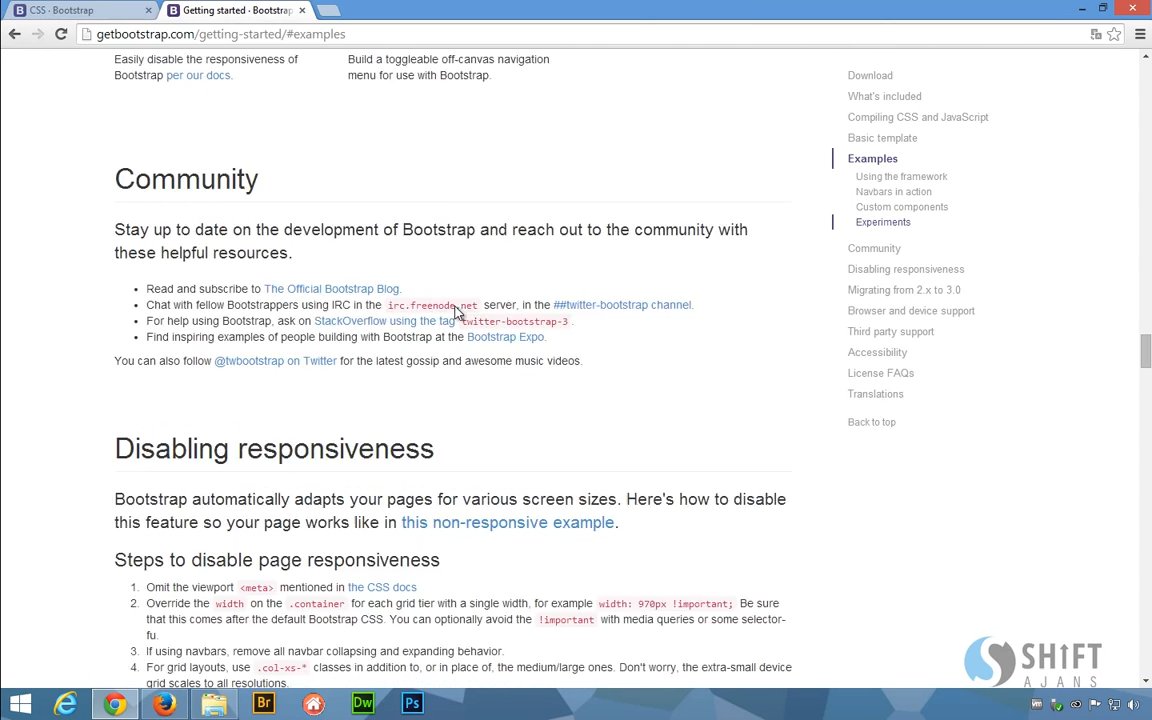 CSS · Bootstrap
Getting started · Bootstrap
getbootstrap.com/getting-started/#examples
Easily disable the responsiveness of
Bootstrap per our docs.
Build a toggleable off-canvas navigation
menu for use with Bootstrap.
Community
Stay up to date on the development of Bootstrap and reach out to the community with
these helpful resources.
• Read and subscribe to The Official Bootstrap Blog.
• Chat with fellow Bootstrappers using IRC in the irc.freenode.net server, in the ##twitter-bootstrap channel.
• For help using Bootstrap, ask on StackOverflow using the tag twitter-bootstrap-3 .
• Find inspiring examples of people building with Bootstrap at the Bootstrap Expo.
You can also follow @twbootstrap on Twitter for the latest gossip and awesome music videos.
Disabling responsiveness
Bootstrap automatically adapts your pages for various screen sizes. Here's how to disable
this feature so your page works like in this non-responsive example.
Steps to disable page responsiveness
1. Omit the viewport <meta> mentioned in the CSS docs
2. Override the width on the .container for each grid tier with a single width, for example width: 970px !important; Be sure
that this comes after the default Bootstrap CSS. You can optionally avoid the !important with media queries or some selector-
fu.
3. If using navbars, remove all navbar collapsing and expanding behavior.
4. For grid layouts, use .col-xs-* classes in addition to, or in place of, the medium/large ones. Don't worry, the extra-small device
grid scales to all resolutions.
Download
What's included
Compiling CSS and JavaScript
Basic template
Examples
Using the framework
Navbars in action
Custom components
Experiments
Community
Disabling responsiveness
Migrating from 2.x to 3.0
Browser and device support
Third party support
Accessibility
License FAQs
Translations
Back to top
SHiFT
AJANS
Br
Dw
Ps